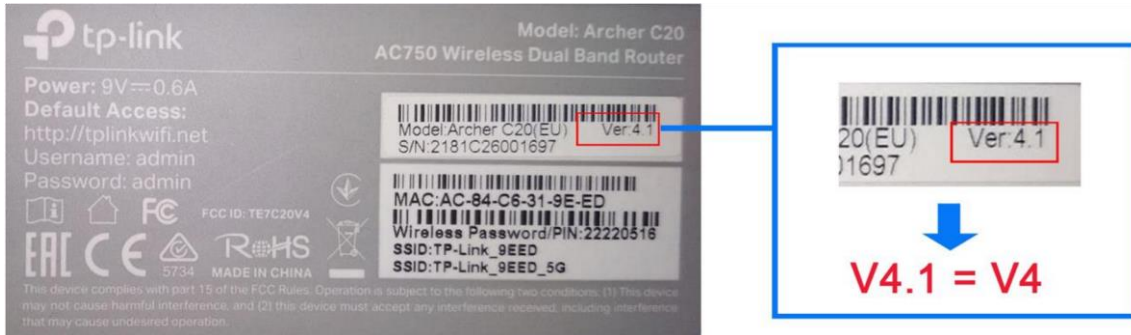 tp-link
Model: Archer C20
AC750 Wireless Dual Band Router
Power: 9V⎓0.6A
Default Access:
http://tplinkwifi.net
Username: admin
Password: admin
Model:Archer C20(EU) Ver:4.1
S/N:2181C26001697
MAC:AC-84-C6-31-9E-ED
Wireless Password/PIN:22220516
SSID:TP-Link_9EED
SSID:TP-Link_9EED_5G
FC FCC ID: TE7C20V4
EAC CE 5734 RoHS MADE IN CHINA
This device complies with part 15 of the FCC Rules. Operation is subject to the following two conditions: (1) This device
may not cause harmful interference, and (2) this device must accept any interference received, including interference
that may cause undesired operation.
20(EU) Ver:4.1
01697
V4.1 = V4